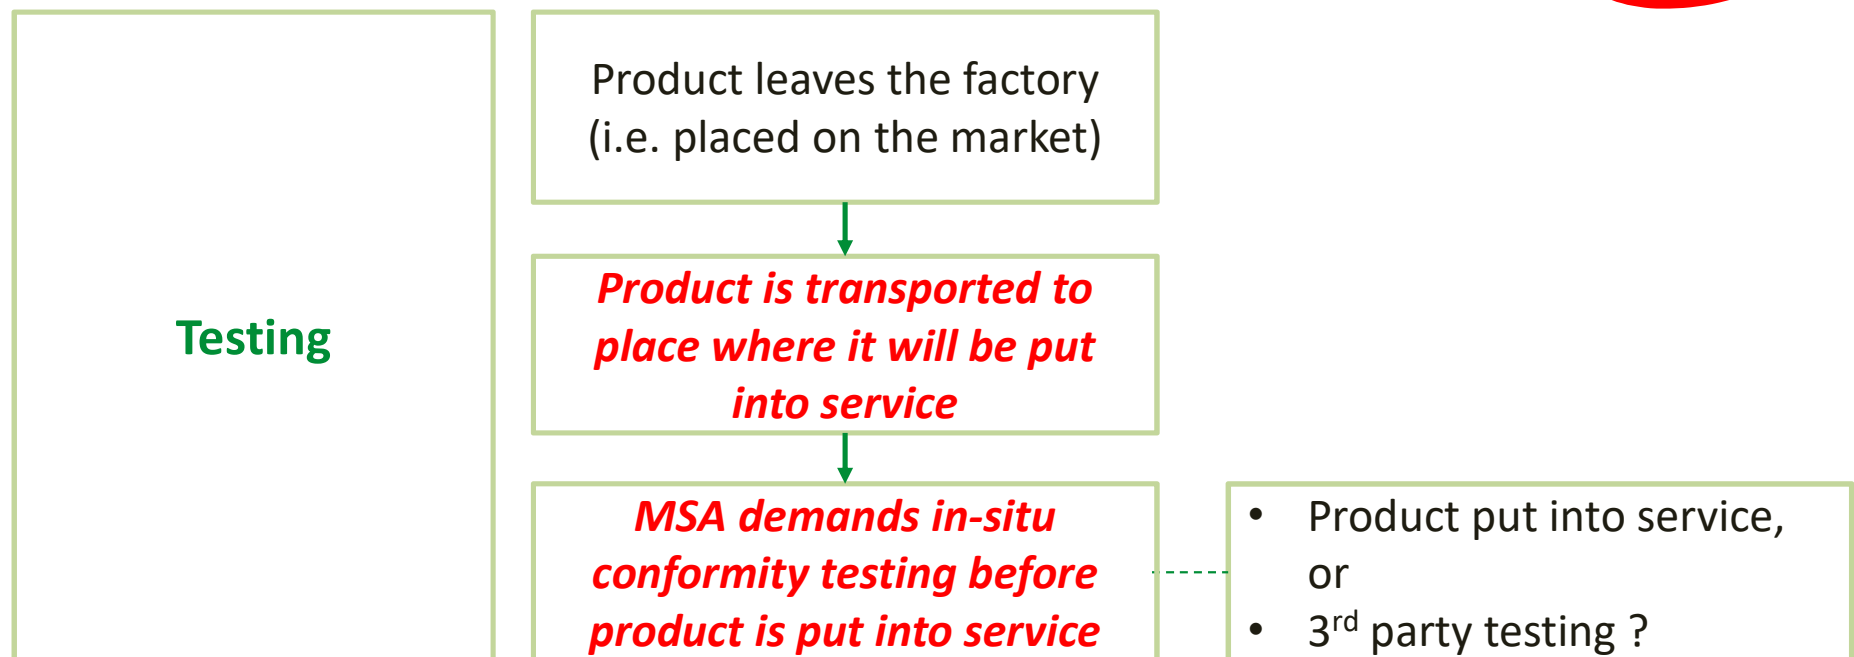 Testing
Product leaves the factory
(i.e. placed on the market)
Product is transported to
place where it will be put
into service
MSA demands in-situ
conformity testing before
product is put into service
• Product put into service,
or
• 3rd party testing ?